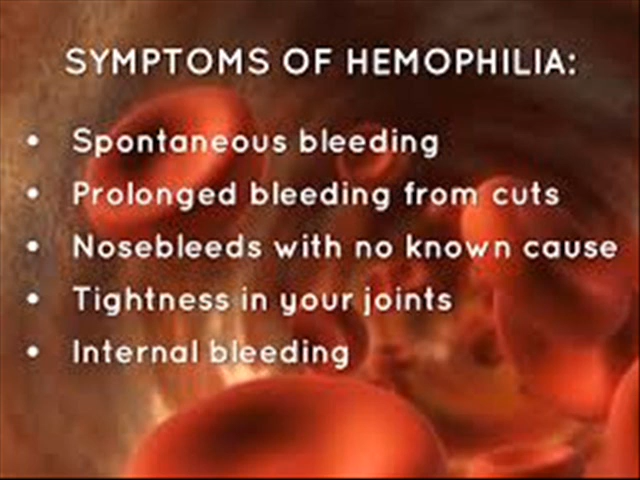 SYMPTOMS OF HEMOPHILIA:
• Spontaneous bleeding
• Prolonged bleeding from cuts
• Nosebleeds with no known cause
• Tightness in your joints
• Internal bleeding